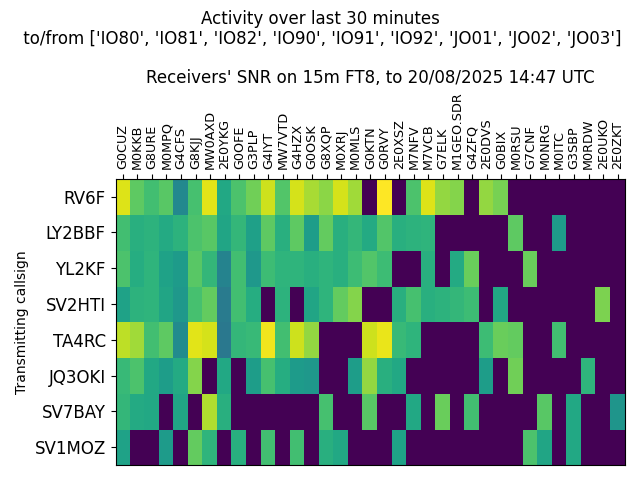 Activity over last 30 minutes
to/from ['IO80', 'IO81', 'IO82', 'IO90', 'IO91', 'IO92', 'JO01', 'JO02', 'JO03']
Receivers' SNR on 15m FT8, to 20/08/2025 14:47 UTC
G0CUZ
M0KKB
G8URE
M0MPQ
G4CFS
G8KJJ
MW0AXD
2E0YKG
G0OFE
G3PLP
G4IYT
MW7VTD
G4HZX
G0OSK
G8XQP
M0XRJ
M0MLS
G0KTN
G0RVY
2E0XSZ
M7NFV
M7VCB
G7ELK
M1GEO.SDR
G4ZFQ
2E0DVS
G0BIX
M0RSU
G7CNF
M0NRG
M0ITC
G3SBP
M0RDW
2E0UKO
2E0ZKT
Transmitting callsign
RV6F
LY2BBF
YL2KF
SV2HTI
TA4RC
JQ3OKI
SV7BAY
SV1MOZ